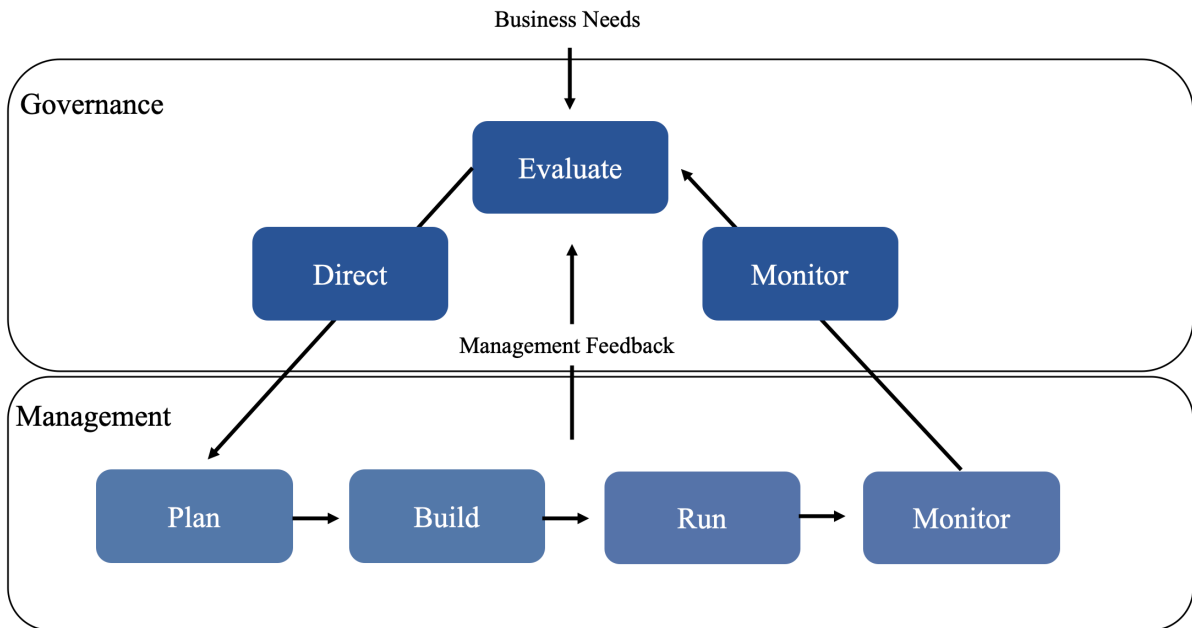 Business Needs
Governance
Evaluate
Direct
Monitor
Management Feedback
Management
Plan
Build
Run
Monitor